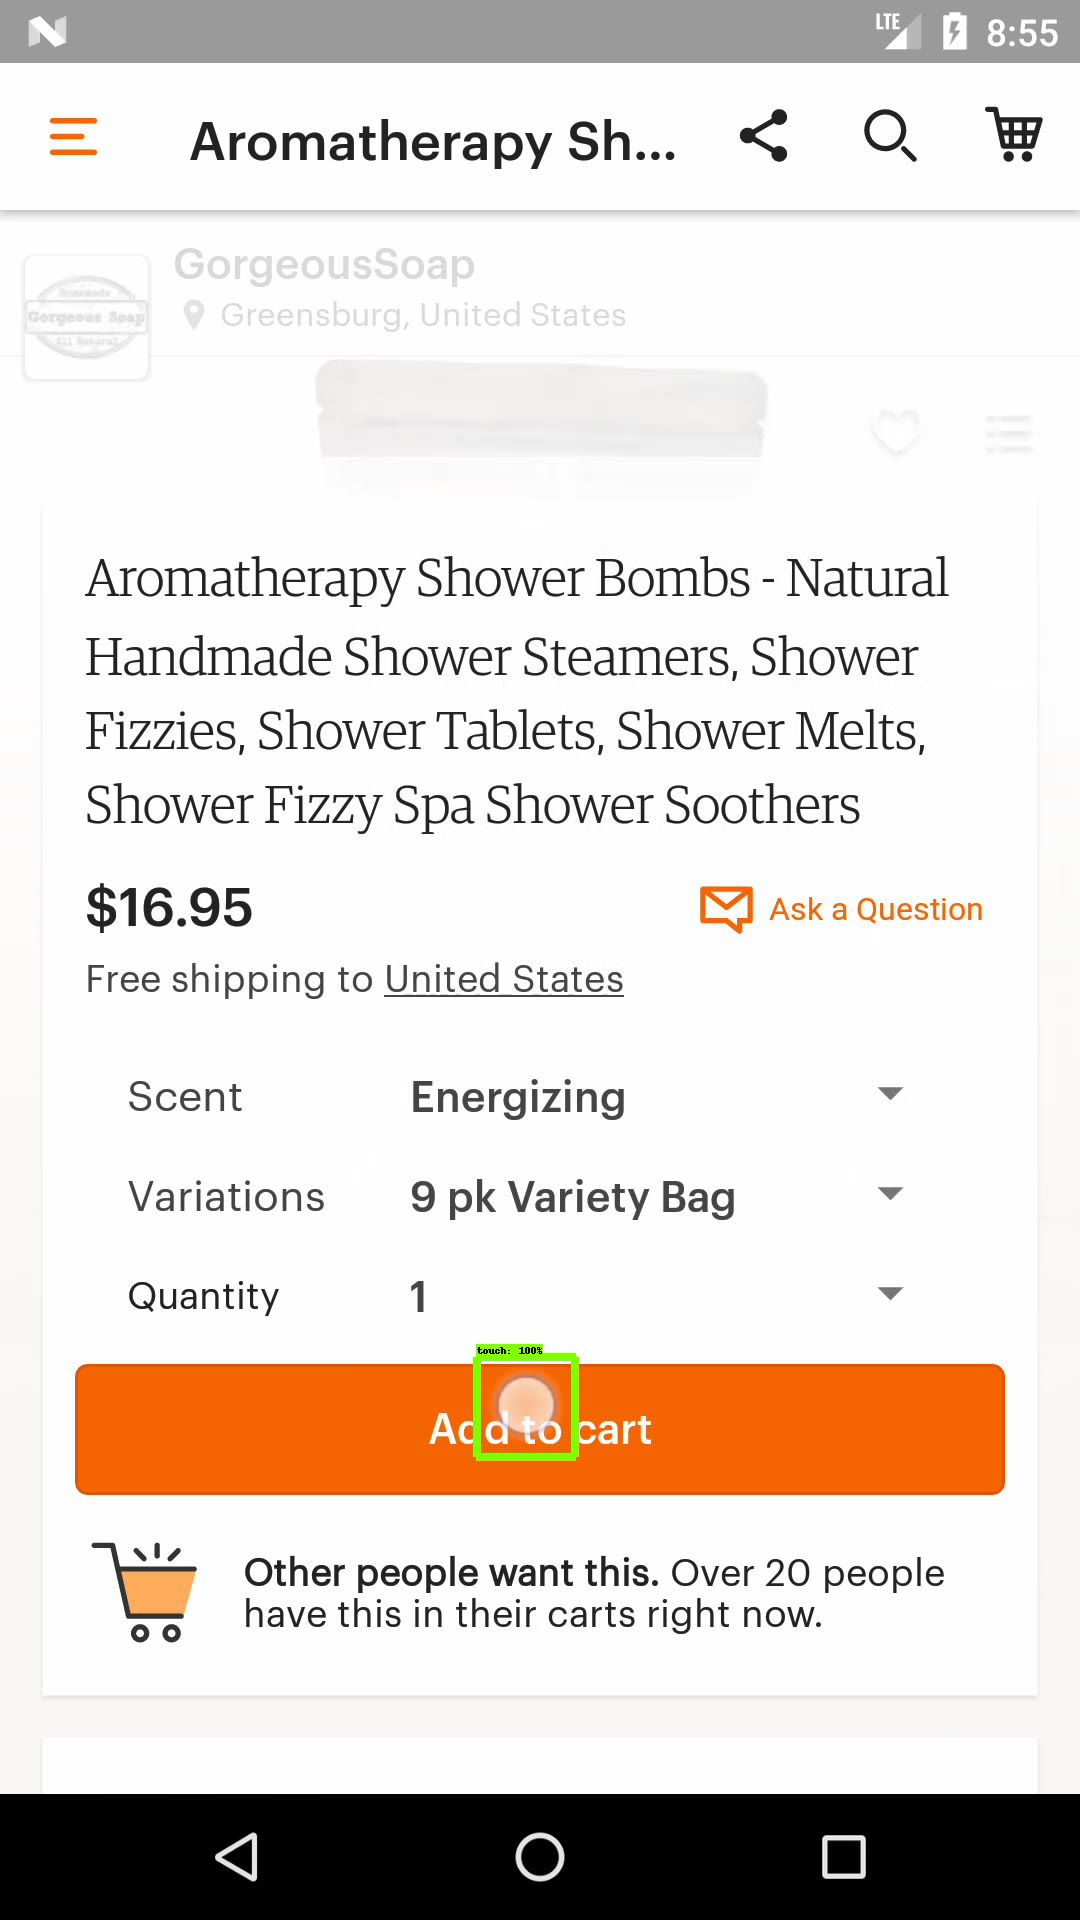 LTE 8:55
Aromatherapy Sh...
GorgeousSoap
Homemade
Gorgeous Soap
All Natural
Greensburg, United States
Aromatherapy Shower Bombs - Natural
Handmade Shower Steamers, Shower
Fizzies, Shower Tablets, Shower Melts,
Shower Fizzy Spa Shower Soothers
$16.95
Ask a Question
Free shipping to United States
Scent Energizing
Variations 9 pk Variety Bag
Quantity 1
touch: 100%
Add to cart
Other people want this. Over 20 people
have this in their carts right now.